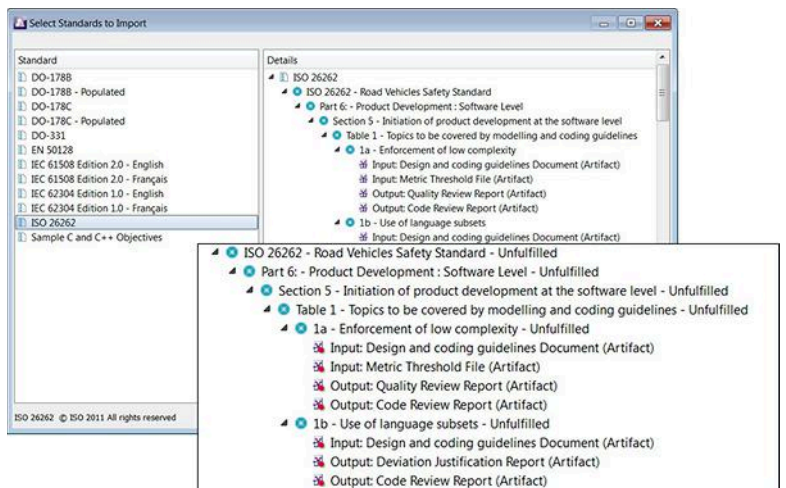 Select Standards to Import
Standard
DO-178B
DO-178B - Populated
DO-178C
DO-178C - Populated
DO-331
EN 50128
IEC 61508 Edition 2.0 - English
IEC 61508 Edition 2.0 - Français
IEC 62304 Edition 1.0 - English
IEC 62304 Edition 1.0 - Français
ISO 26262
Sample C and C++ Objectives
Details
ISO 26262
ISO 26262 - Road Vehicles Safety Standard
Part 6: - Product Development : Software Level
Section 5 - Initiation of product development at the software level
Table 1 - Topics to be covered by modelling and coding guidelines
1a - Enforcement of low complexity
Input: Design and coding guidelines Document (Artifact)
Input: Metric Threshold File (Artifact)
Output: Quality Review Report (Artifact)
Output: Code Review Report (Artifact)
1b - Use of language subsets
Input: Design and coding guidelines Document (Artifact)
ISO 26262 © ISO 2011 All rights reserved
ISO 26262 - Road Vehicles Safety Standard - Unfulfilled
Part 6: - Product Development : Software Level - Unfulfilled
Section 5 - Initiation of product development at the software level - Unfulfilled
Table 1 - Topics to be covered by modelling and coding guidelines - Unfulfilled
1a - Enforcement of low complexity - Unfulfilled
Input: Design and coding guidelines Document (Artifact)
Input: Metric Threshold File (Artifact)
Output: Quality Review Report (Artifact)
Output: Code Review Report (Artifact)
1b - Use of language subsets - Unfulfilled
Input: Design and coding guidelines Document (Artifact)
Output: Deviation Justification Report (Artifact)
Output: Code Review Report (Artifact)